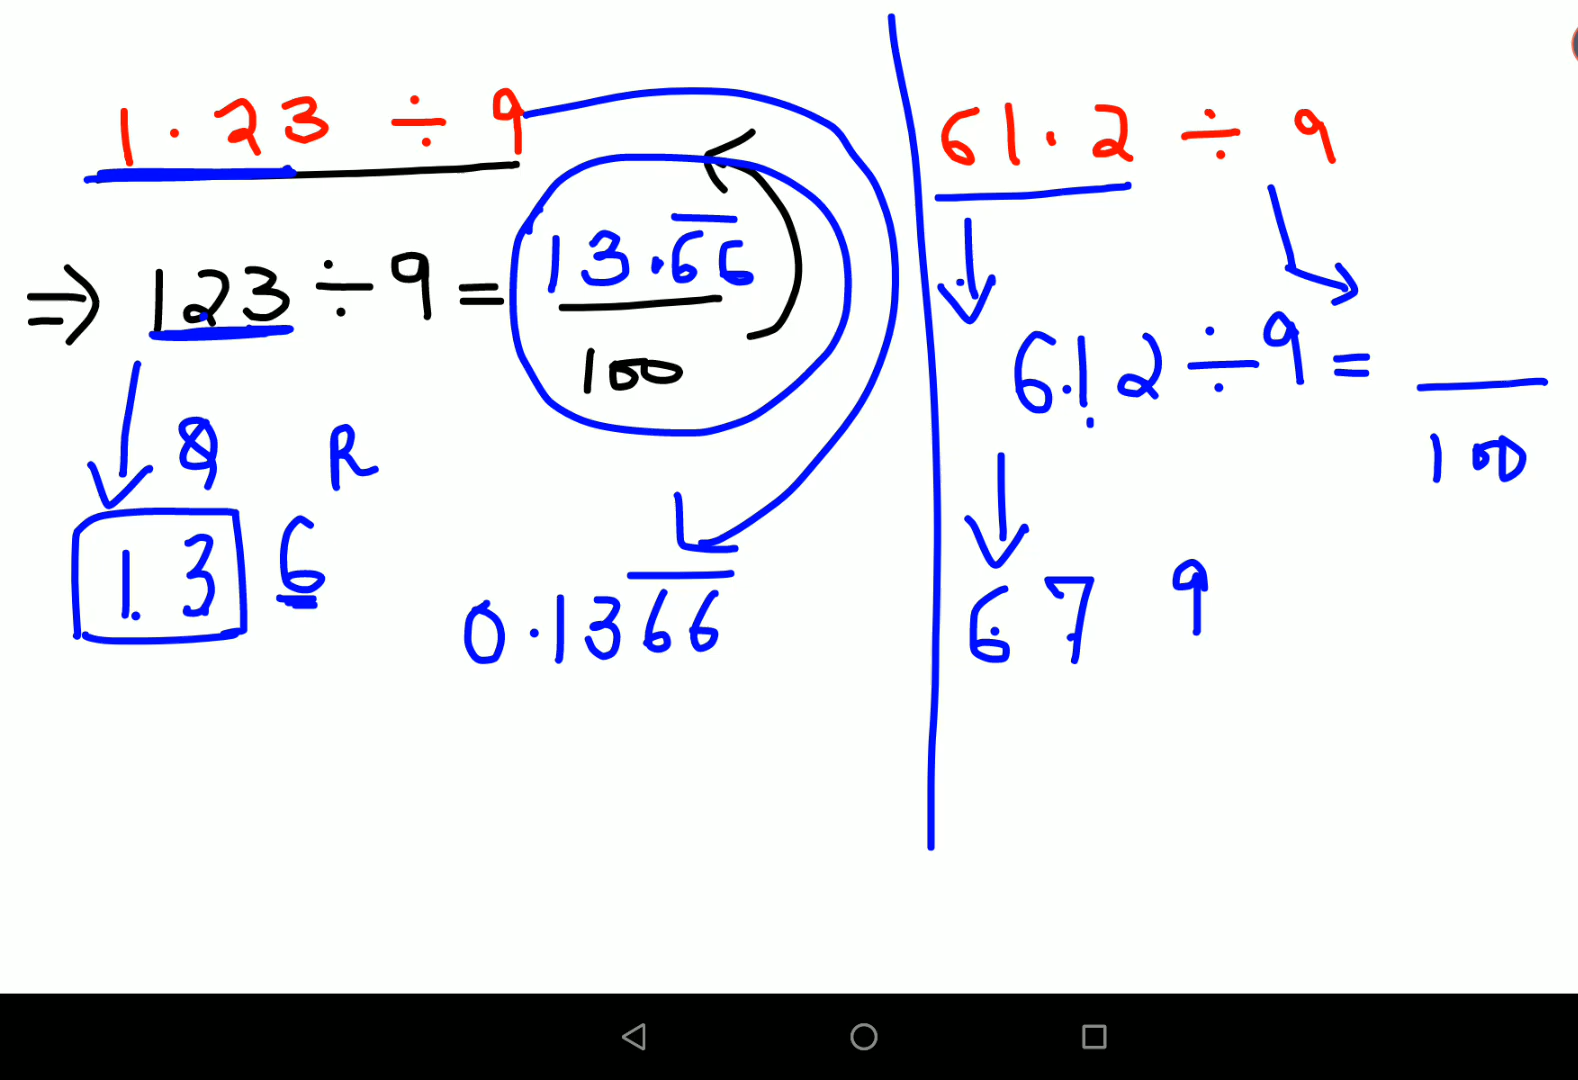 1.23 ÷ 9
⇒ 123 ÷ 9 = 13.66
100
Q R
1.3 6
0.1366
61.2 ÷ 9
612 ÷ 9 =
100
67 9